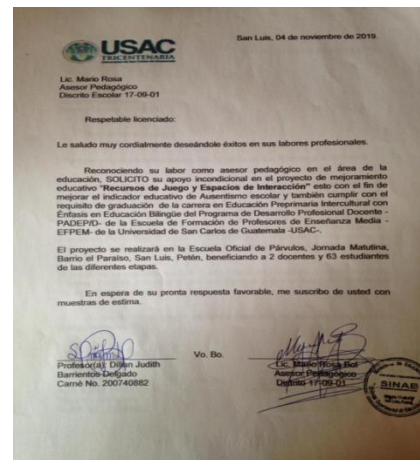 San Luis, 04 de noviembre de 2019.
USAC
TRICENTENARIA
Lic. Mario Rosa
Asesor Pedagógico
Discrito Escolar 17-09-01
Respetable licenciado:
Le saludo muy cordialmente deseándole éxitos en sus labores profesionales.
Reconociendo su labor como asesor pedagógico en el área de la
educación, SOLICITO su apoyo incondicional en el proyecto de mejoramiento
educativo "Recursos de Juego y Espacios de Interacción" esto con el fin de
mejorar el indicador educativo de Ausentismo escolar y también cumplir con el
requisito de graduación de la carrera en Educación Preprimaria Intercultural con
Énfasis en Educación Bilingüe del Programa de Desarrollo Profesional Docente -
PADEP/D- de la Escuela de Formación de Profesores de Enseñanza Media -
EFPEM- de la Universidad de San Carlos de Guatemala -USAC-.
El proyecto se realizará en la Escuela Oficial de Párvulos, Jornada Matutina,
Barrio el Paraíso, San Luis, Petén, beneficiando a 2 docentes y 63 estudiantes
de las diferentes etapas.
En espera de su pronta respuesta favorable, me suscribo de usted con
muestras de estima.
Vo. Bo.
Profesor(a): Judith
Barrientos Delgado
Carné No. 200740882
Lic. Mario Rosa Bol
Asesor Pedagógico
Distrito 17-09-01
SINAE